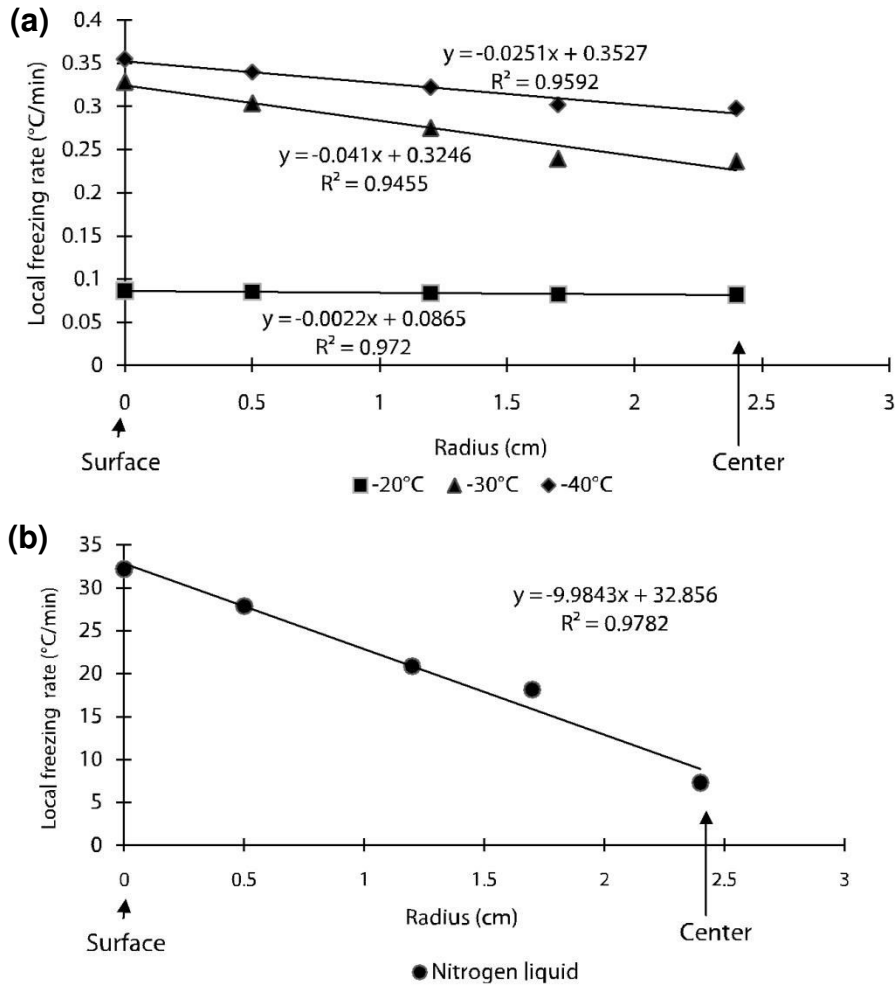 (a)
Local freezing rate (°C/min)
0.4
0.35
0.3
0.25
0.2
0.15
0.1
0.05
0
y = -0.0251x + 0.3527
R² = 0.9592
y = -0.041x + 0.3246
R² = 0.9455
y = -0.0022x + 0.0865
R² = 0.972
0 0.5 1 1.5 2 2.5 3
Radius (cm)
Surface
Center
-20°C -30°C -40°C
(b)
Local freezing rate (°C/min)
35
30
25
20
15
10
5
0
y = -9.9843x + 32.856
R² = 0.9782
0 0.5 1 1.5 2 2.5 3
Radius (cm)
Surface
Center
Nitrogen liquid